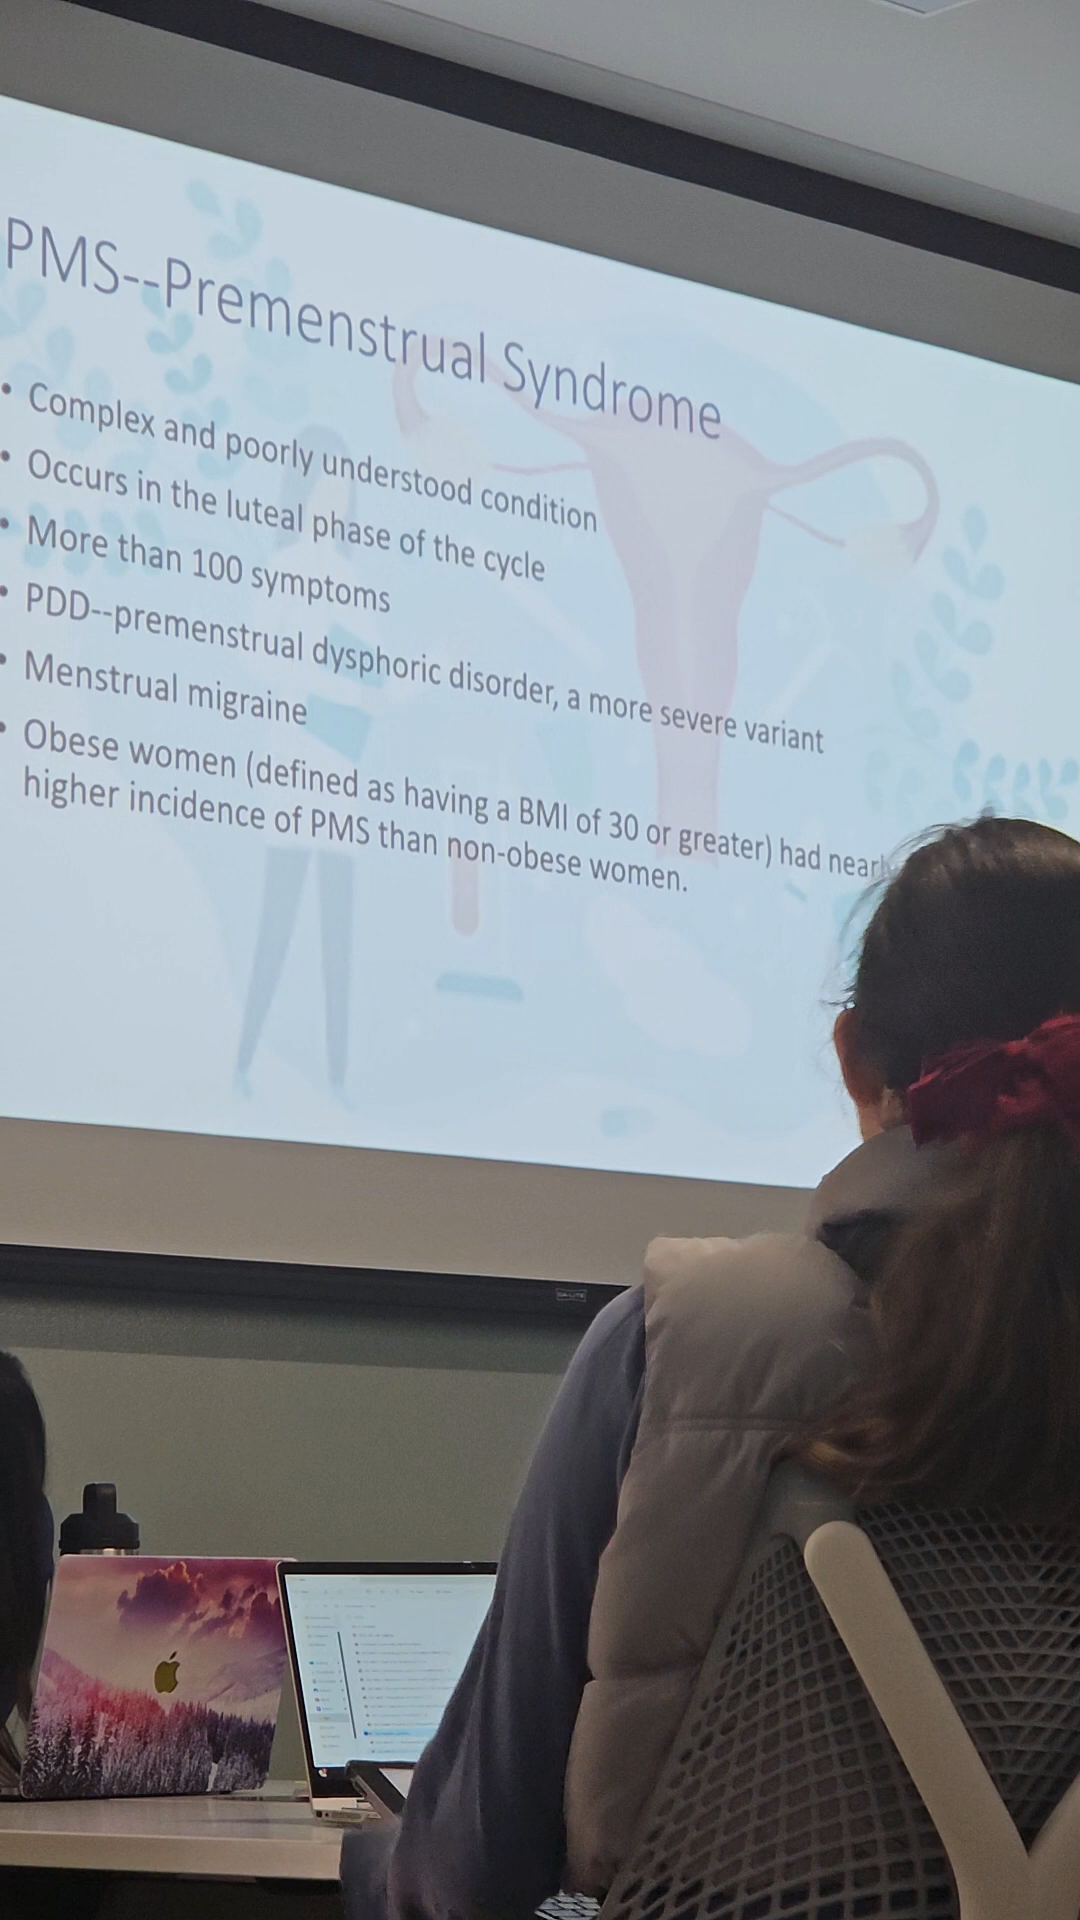 PMS--Premenstrual Syndrome
• Complex and poorly understood condition
• Occurs in the luteal phase of the cycle
• More than 100 symptoms
• PDD--premenstrual dysphoric disorder, a more severe variant
• Menstrual migraine
• Obese women (defined as having a BMI of 30 or greater) had
higher incidence of PMS than non-obese women.
DA-LITE